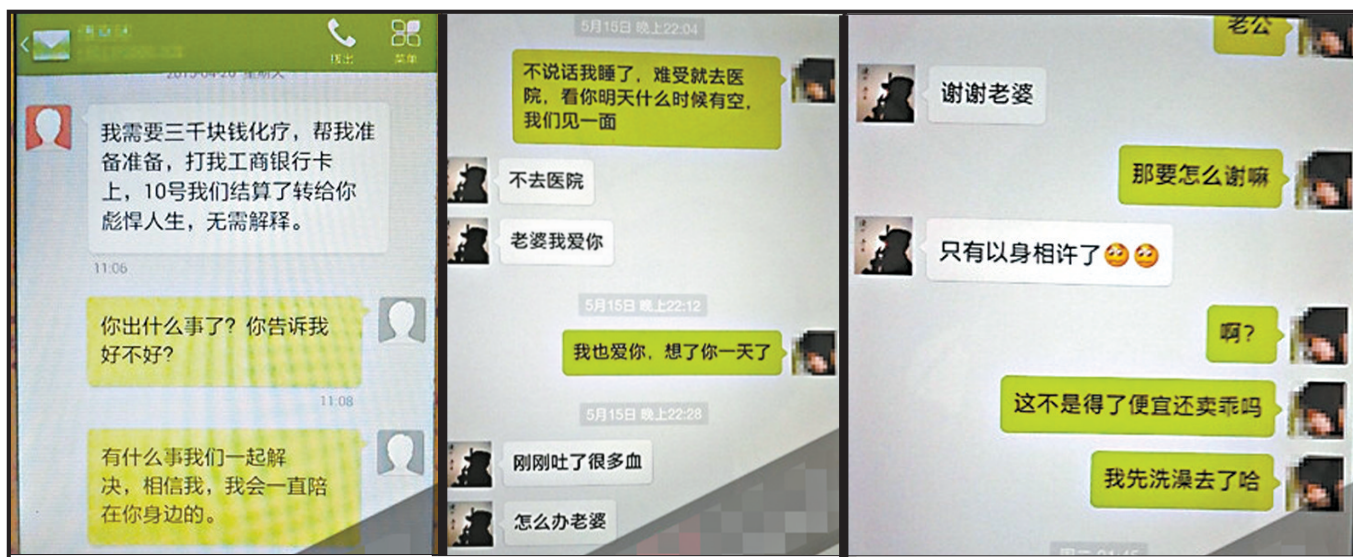 拨出
菜单
2015-04-26 星期天
我需要三千块钱化疗，帮我准
备准备，打我工商银行卡
上，10号我们结算了转给你
彪悍人生，无需解释。
11:06
你出什么事了？你告诉我
好不好？
11:08
有什么事我们一起解
决，相信我，我会一直陪
在你身边的。
5月15日 晚上22:04
不说话我睡了，难受就去医
院，看你明天什么时候有空，
我们见一面
不去医院
老婆我爱你
5月15日 晚上22:12
我也爱你，想了你一天了
5月15日 晚上22:28
刚刚吐了很多血
怎么办老婆
老公
谢谢老婆
那要怎么谢嘛
只有以身相许了
啊？
这不是得了便宜还卖乖吗
我先洗澡去了哈